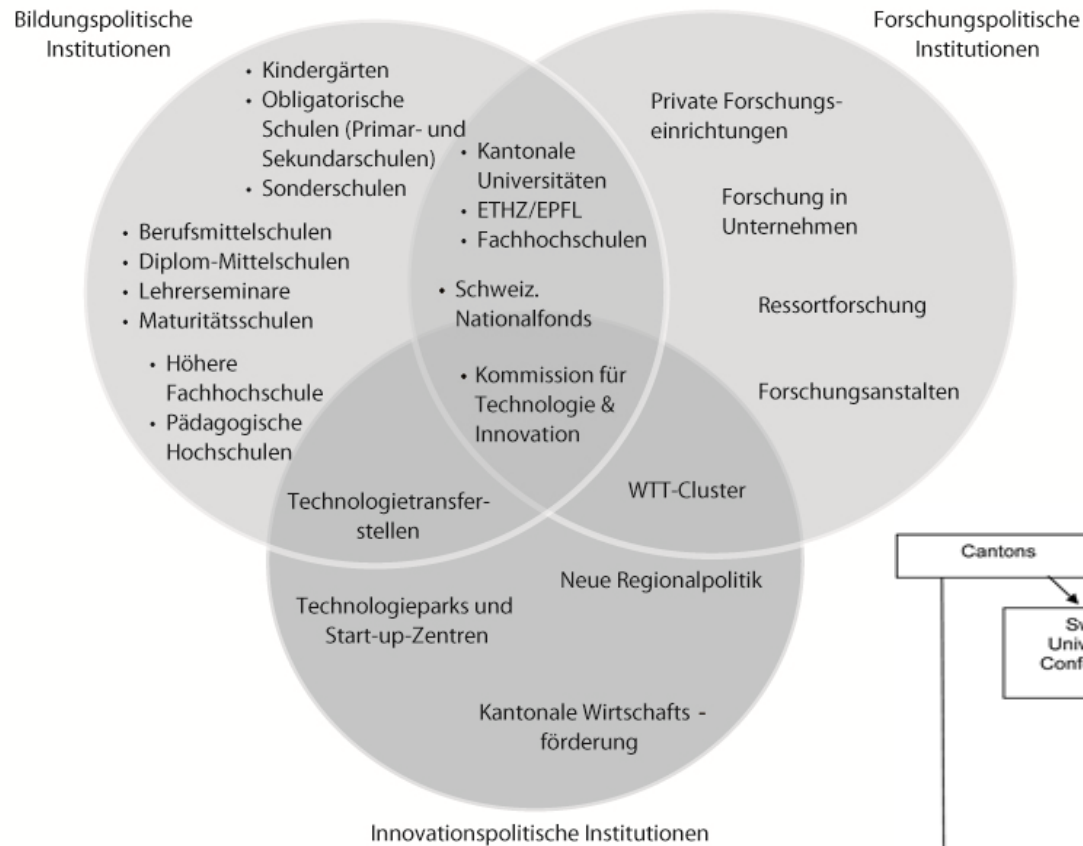 Bildungspolitische
Institutionen
Forschungspolitische
Institutionen
• Kindergärten
• Obligatorische
Schulen (Primar- und
Sekundarschulen)
• Sonderschulen
• Berufsmittelschulen
• Diplom-Mittelschulen
• Lehrerseminare
• Maturitätsschulen
• Höhere
Fachhochschule
• Pädagogische
Hochschulen
• Kantonale
Universitäten
• ETHZ/EPFL
• Fachhochschulen
• Schweiz.
Nationalfonds
• Kommission für
Technologie &
Innovation
Private Forschungs-
einrichtungen
Forschung in
Unternehmen
Ressortforschung
Forschungsanstalten
Technologietransfer-
stellen
WTT-Cluster
Neue Regionalpolitik
Technologieparks und
Start-up-Zentren
Kantonale Wirtschafts -
förderung
Innovationspolitische Institutionen
Cantons